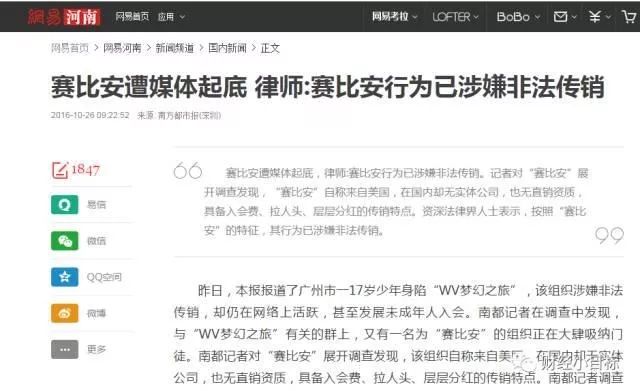 網易 河南 网易首页 应用 网易考拉 LOFTER BoBo
网易首页 > 网易河南 > 新闻频道 > 国内新闻 > 正文
赛比安遭媒体起底 律师:赛比安行为已涉嫌非法传销
2016-10-26 09:22:52 来源: 南方都市报(深圳)
1847
易信
微信
QQ空间
微博
更多
赛比安遭媒体起底，律师:赛比安行为已涉嫌非法传销。记者对“赛比安”展
开调查发现，“赛比安”自称来自美国，在国内却无实体公司，也无直销资质，
具备入会费、拉人头、层层分红的传销特点。资深法律界人士表示，按照“赛比
安”的特征，其行为已涉嫌非法传销。
昨日，本报报道了广州市一17岁少年身陷“WV梦幻之旅”，该组织涉嫌非法
传销，却仍在网络上活跃，甚至发展未成年人入会。南都记者在调查中发现，
与“WV梦幻之旅”有关的群上，又有一名为“赛比安”的组织正在大肆吸纳门
徒。南都记者对“赛比安”展开调查发现，该组织自称来自美国，在国内却无实体
公司，也无直销资质，具备入会费、拉人头、层层分红的传销特点。南都记者调查
财经小目标